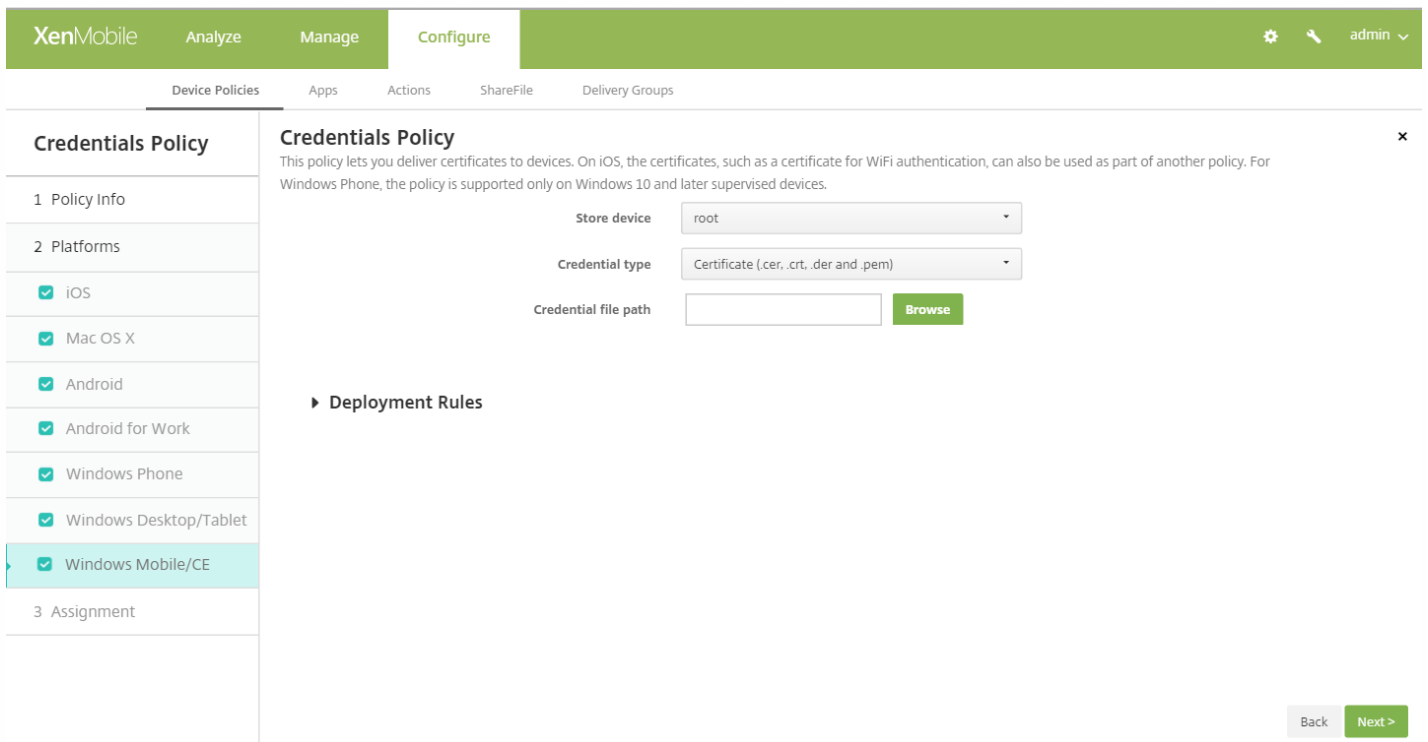 XenMobile Analyze Manage Configure admin
Device Policies Apps Actions ShareFile Delivery Groups
Credentials Policy
1 Policy Info
2 Platforms
iOS
Mac OS X
Android
Android for Work
Windows Phone
Windows Desktop/Tablet
Windows Mobile/CE
3 Assignment
Credentials Policy
This policy lets you deliver certificates to devices. On iOS, the certificates, such as a certificate for WiFi authentication, can also be used as part of another policy. For
Windows Phone, the policy is supported only on Windows 10 and later supervised devices.
Store device root
Credential type Certificate (.cer, .crt, .der and .pem)
Credential file path Browse
Deployment Rules
Back Next >